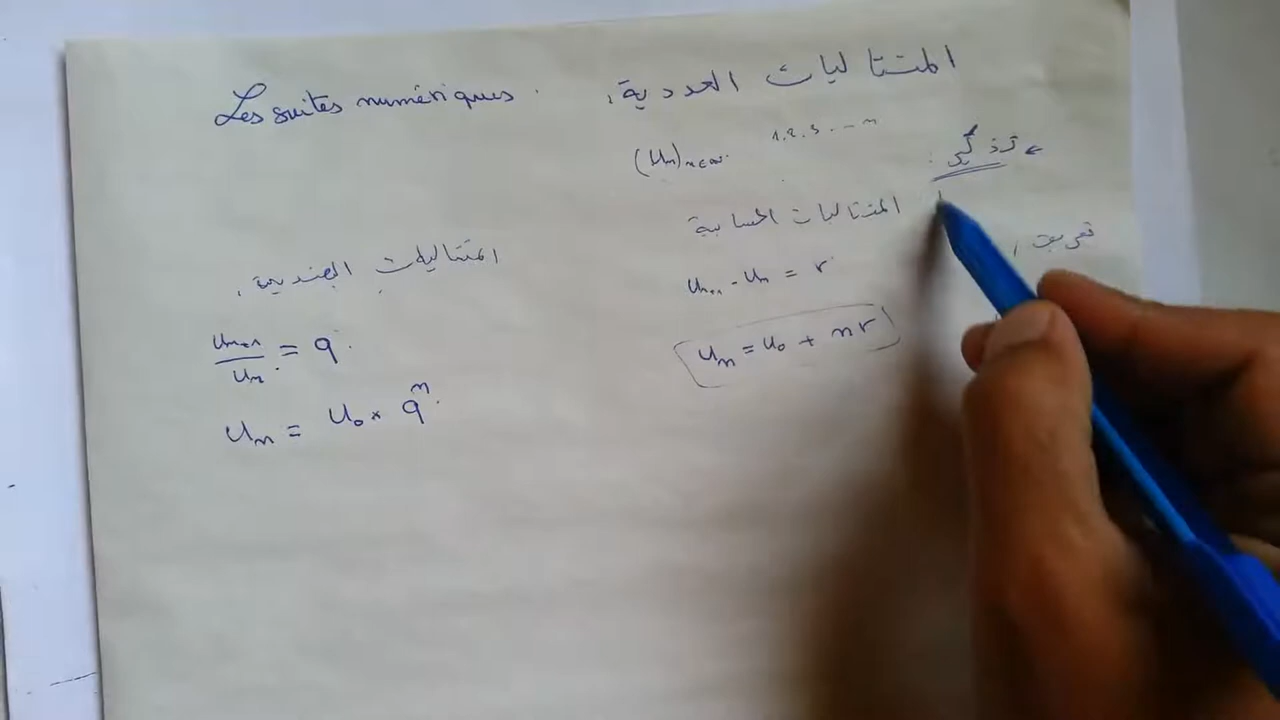 Les suites numériques.
المتتاليات العددية
1.2.3. -- n
(Un)n∈IN.
← تذكير :
المتتاليات الحسابية
تعريف
Un+1 - Un = r
Un = U0 + nr
المتتاليات الهندسية
Un+1/Un = q
Un = U0 × q^n